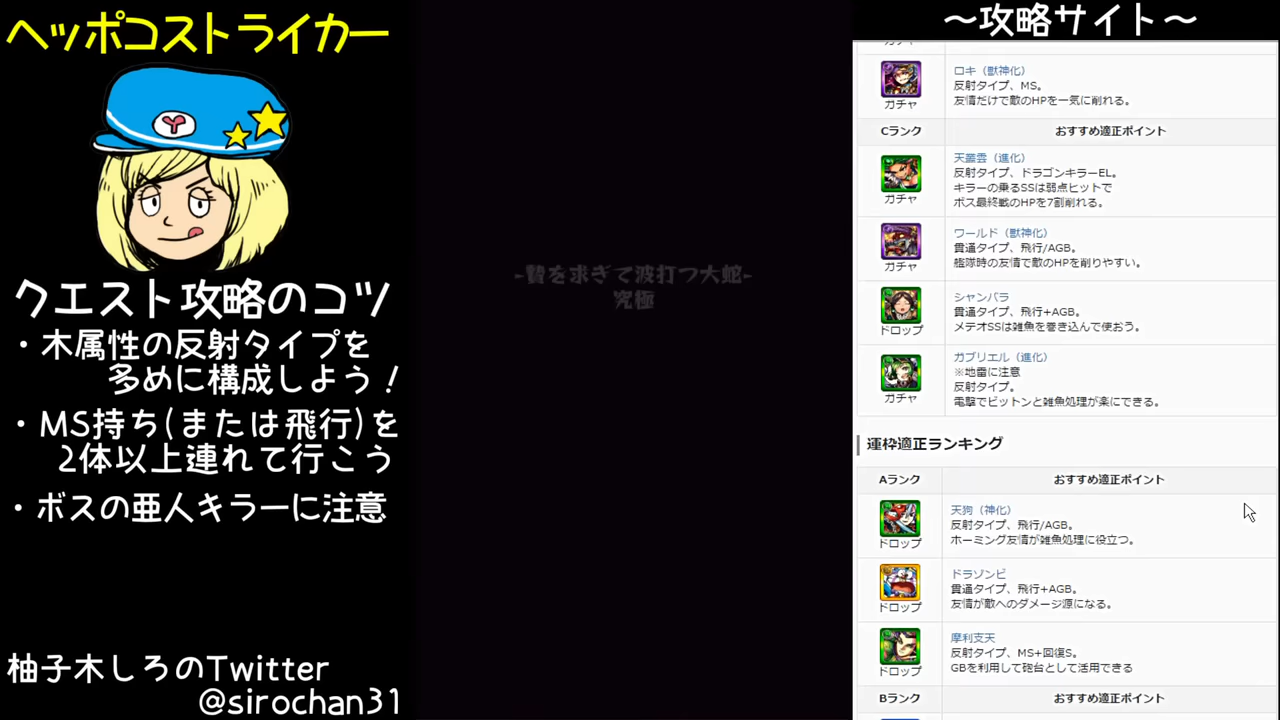 ヘッポコストライカー
クエスト攻略のコツ
・木属性の反射タイプを
多めに構成しよう！
・MS持ち(または飛行)を
2体以上連れて行こう
・ボスの亜人キラーに注意
柚子木しろのTwitter
@sirochan31
-贄を求めて波打つ大蛇-
究極
～攻略サイト～
ガチャ
ロキ（獣神化）
反射タイプ、MS。
友情だけで敵のHPを一気に削れる。
ガチャ
Cランク おすすめ適正ポイント
天叢雲（進化）
反射タイプ、ドラゴンキラーEL。
キラーの乗るSSは弱点ヒットで
ボス最終戦のHPを7割削れる。
ガチャ
ワールド（獣神化）
貫通タイプ、飛行/AGB。
艦隊時の友情で敵のHPを削りやすい。
ガチャ
シャンバラ
貫通タイプ、飛行+AGB。
メテオSSは雑魚を巻き込んで使おう。
ドロップ
ガブリエル（進化）
※地雷に注意
反射タイプ。
電撃でビットンと雑魚処理が楽にできる。
ガチャ
運枠適正ランキング
Aランク おすすめ適正ポイント
天狗（神化）
反射タイプ、飛行/AGB。
ホーミング友情が雑魚処理に役立つ。
ドロップ
ドラゾンビ
貫通タイプ、飛行+AGB。
友情が敵へのダメージ源になる。
ドロップ
摩利支天
反射タイプ、MS+回復S。
GBを利用して砲台として活用できる
ドロップ
Bランク おすすめ適正ポイント